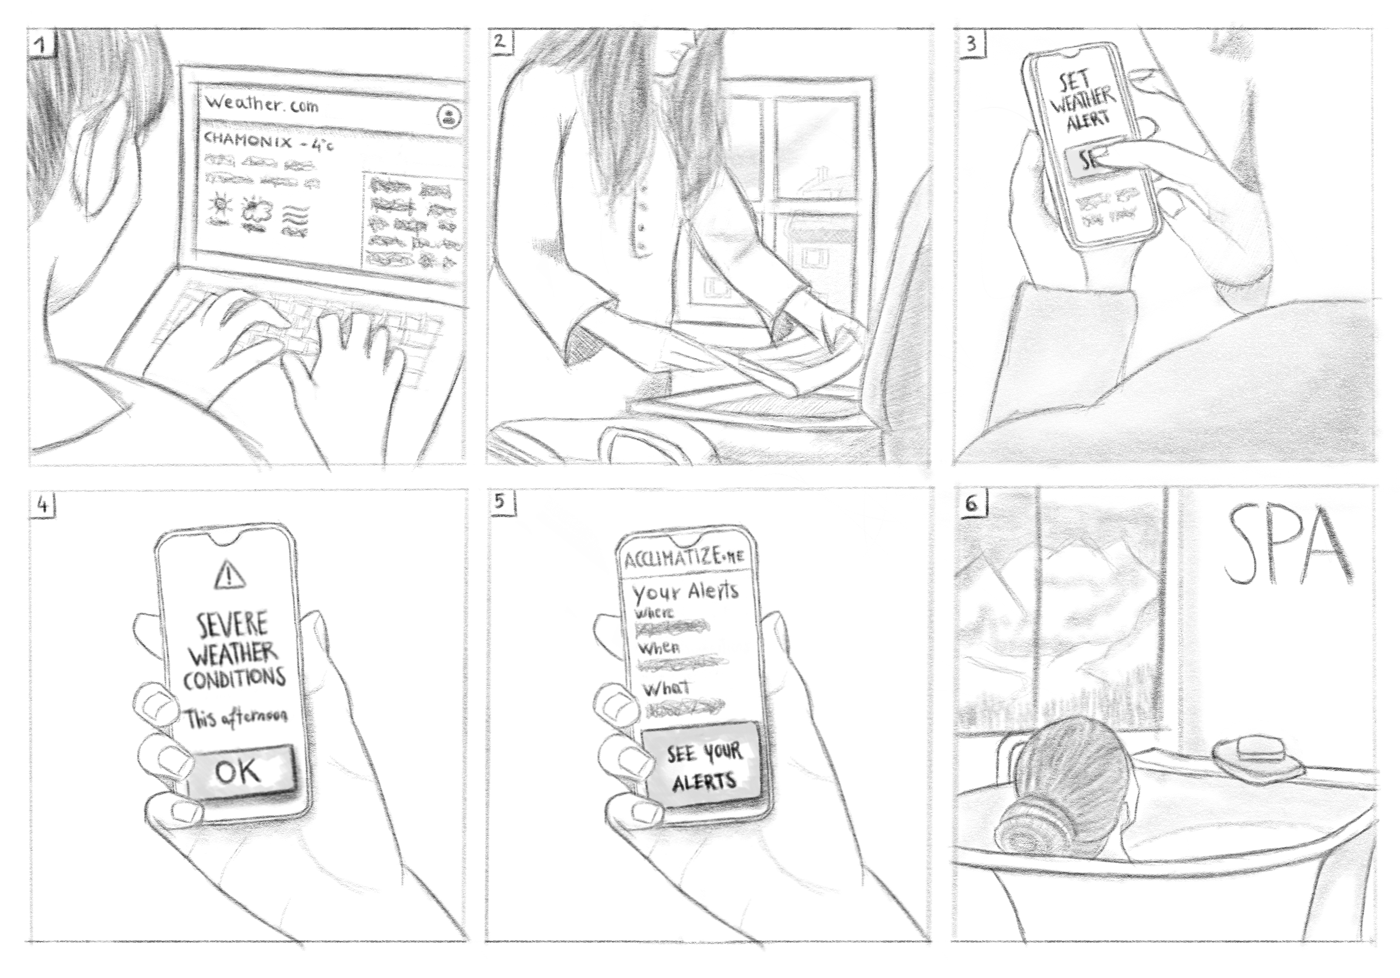 1
Weather.com
CHAMONIX - 4°c
2
3
SET
WEATHER
ALERT
4
SEVERE
WEATHER
CONDITIONS
This afternoon
OK
5
ACCLIMATIZE.ME
Your Alerts
Where
When
What
SEE YOUR
ALERTS
6
SPA